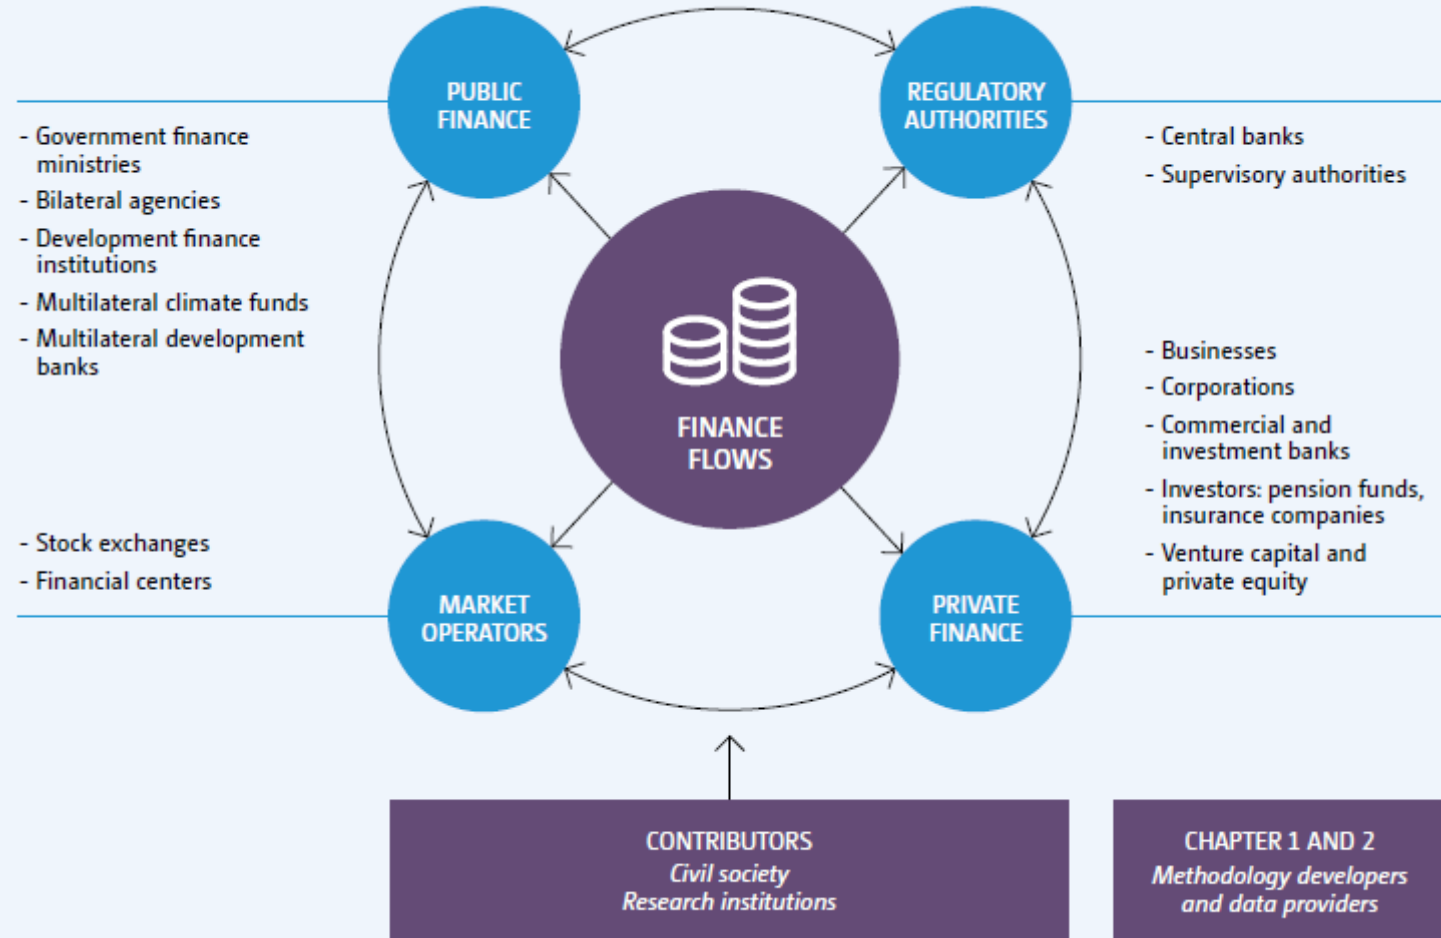 PUBLIC
FINANCE
- Government finance
ministries
- Bilateral agencies
- Development finance
institutions
- Multilateral climate funds
- Multilateral development
banks
REGULATORY
AUTHORITIES
- Central banks
- Supervisory authorities
FINANCE
FLOWS
- Stock exchanges
- Financial centers
MARKET
OPERATORS
- Businesses
- Corporations
- Commercial and
investment banks
- Investors: pension funds,
insurance companies
- Venture capital and
private equity
PRIVATE
FINANCE
CONTRIBUTORS
Civil society
Research institutions
CHAPTER 1 AND 2
Methodology developers
and data providers